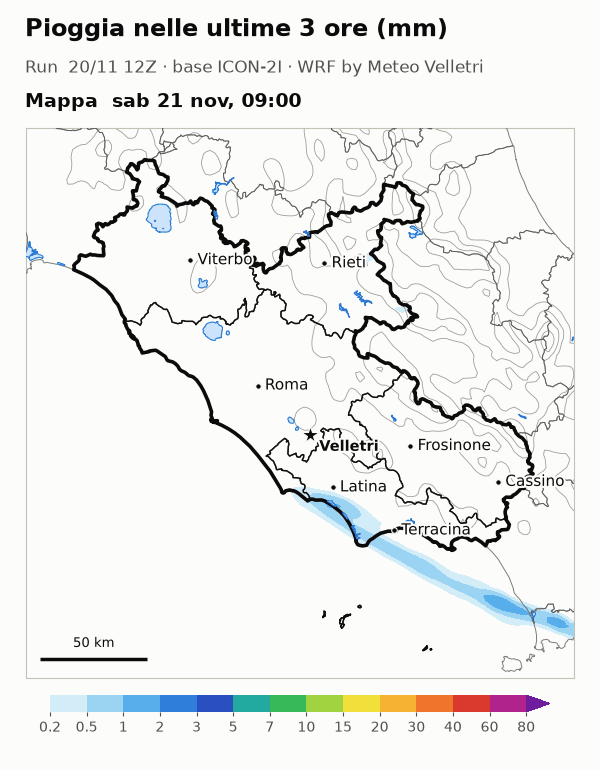 Pioggia nelle ultime 3 ore (mm)
Run  20/11 12Z · base ICON-2I · WRF by Meteo Velletri
Mappa  sab 21 nov, 09:00
Viterbo
Rieti
Roma
Velletri
Frosinone
Cassino
Latina
Terracina
50 km
0.2 0.5 1 2 3 5 7 10 15 20 30 40 60 80